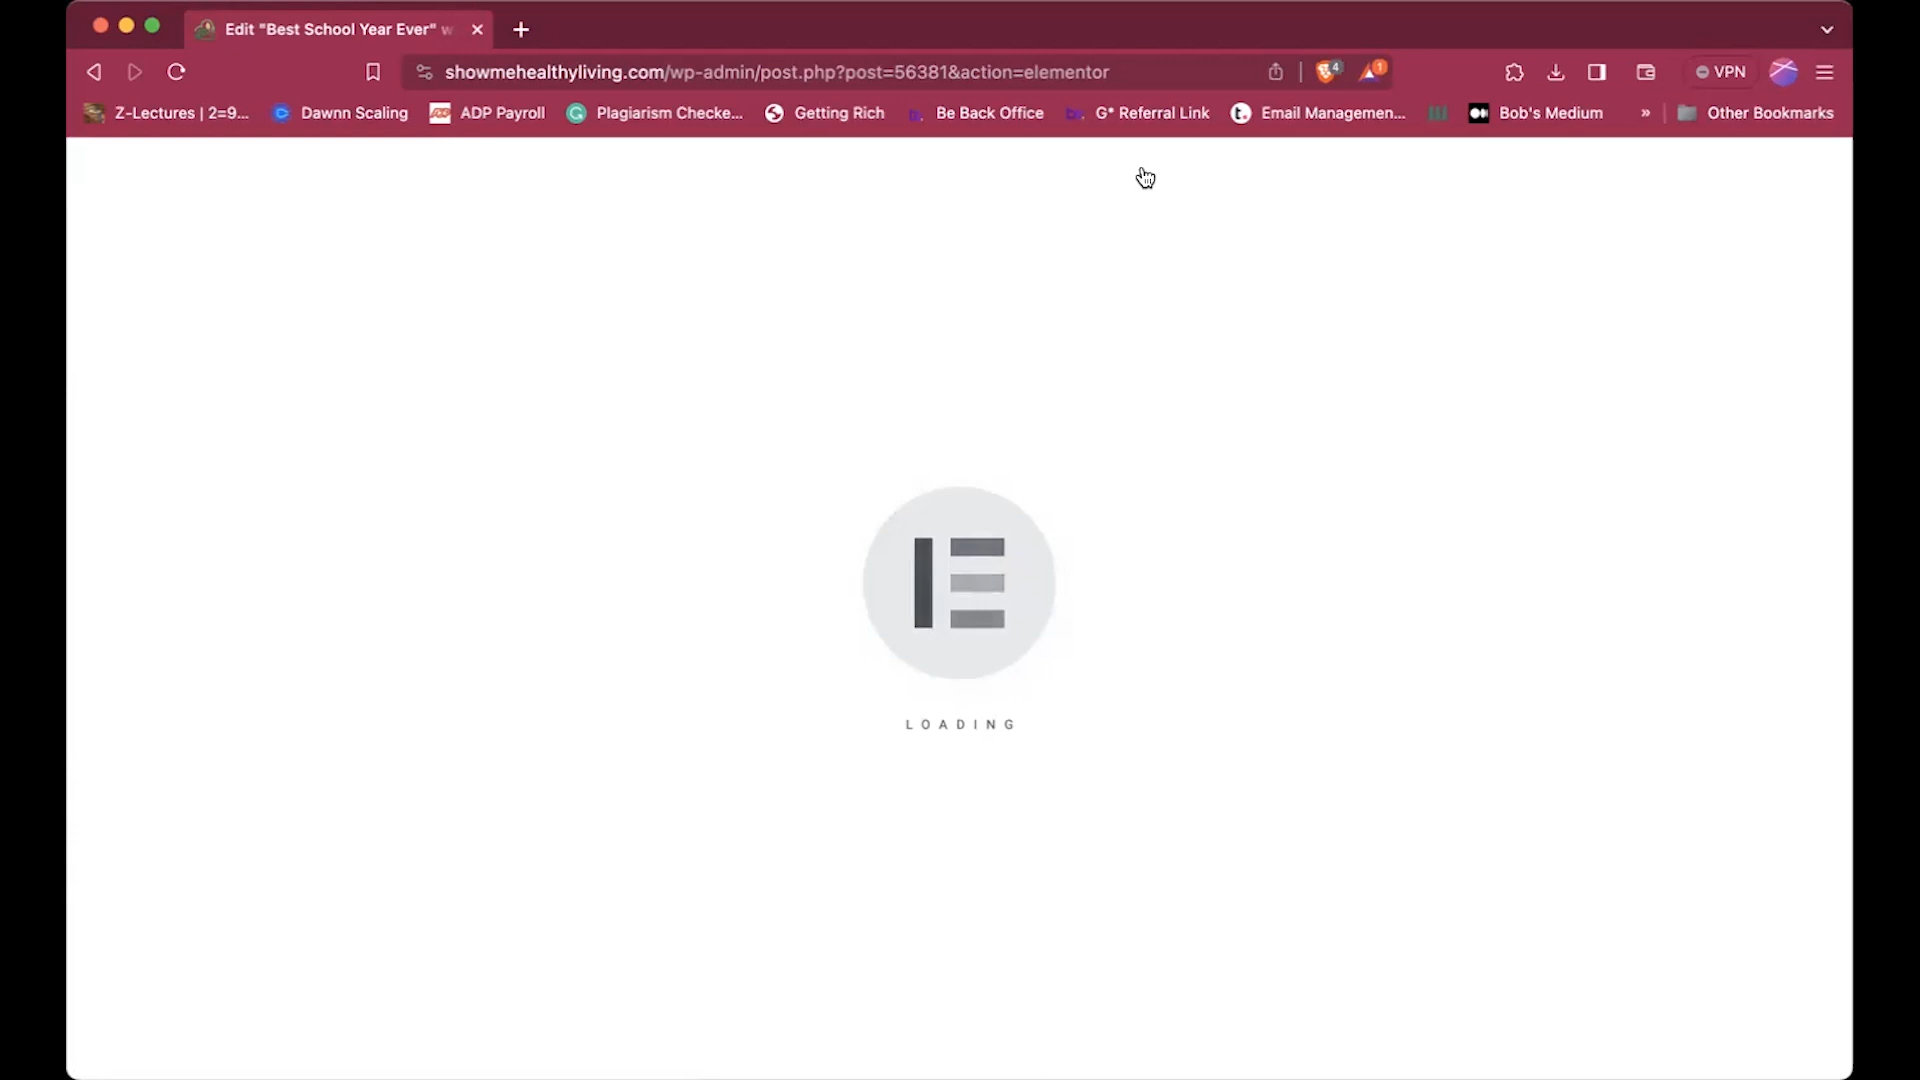 Edit "Best School Year Ever" w
showmehealthyliving.com/wp-admin/post.php?post=56381&action=elementor
4
1
VPN
Z-Lectures | 2=9...
Dawnn Scaling
ADP Payroll
Plagiarism Checke...
Getting Rich
Be Back Office
G* Referral Link
Email Managemen...
Bob's Medium
»
Other Bookmarks
LOADING